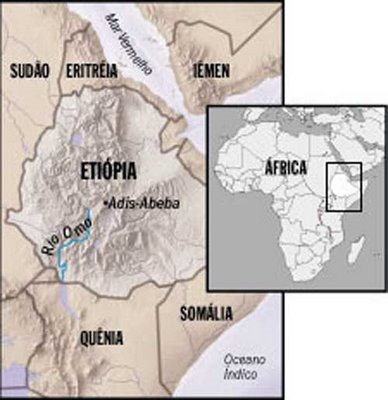 Mar Vermelho
SUDÃO
ERITRÉIA
IÊMEN
ETIÓPIA
ÁFRICA
Adis-Abeba
Rio Omo
QUÊNIA
SOMÁLIA
Oceano
Índico